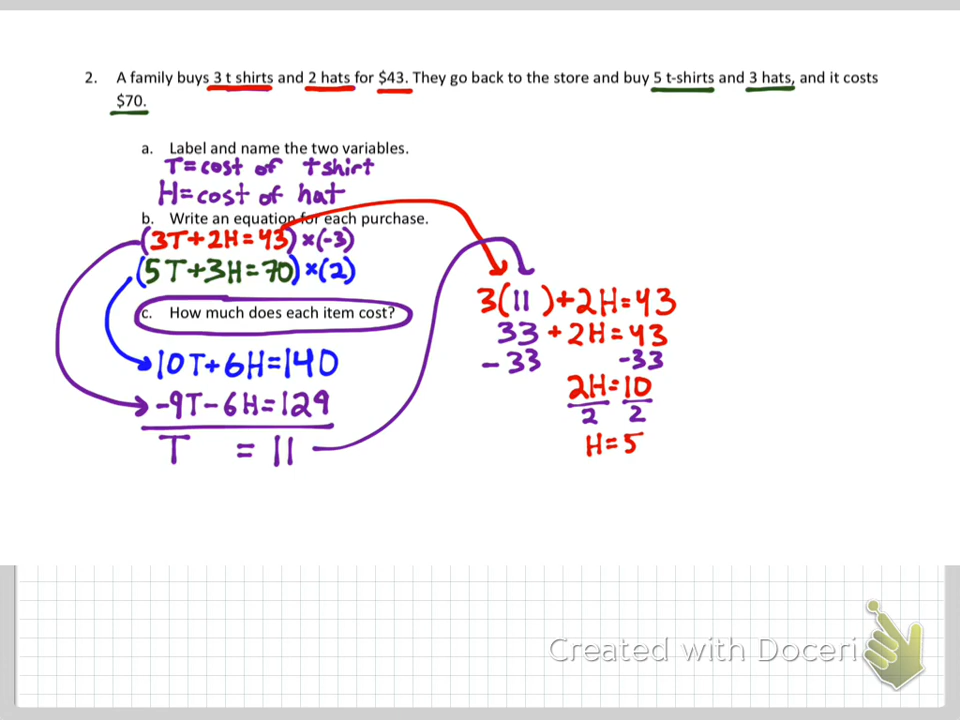 2. A family buys 3 t shirts and 2 hats for $43. They go back to the store and buy 5 t-shirts and 3 hats, and it costs
$70.
a. Label and name the two variables.
T=cost of tshirt
H=cost of hat
b. Write an equation for each purchase.
(3T+2H=43)×(-3)
(5T+3H=70)×(2)
c. How much does each item cost?
10T+6H=140
-9T-6H=129
T = 11
3(11)+2H=43
33+2H=43
-33 -33
2H=10
2 2
H=5
Created with Doceri